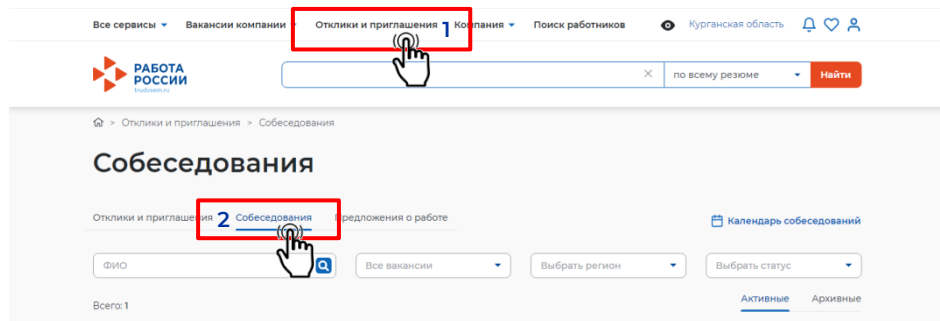 Все сервисы Вакансии компании Отклики и приглашения 1 Компания Поиск работников Курганская область
РАБОТА
РОССИИ
trudvsem.ru
по всему резюме Найти
Отклики и приглашения > Собеседования
Собеседования
Отклики и приглашения 2 Собеседования Предложения о работе Календарь собеседований
ФИО Все вакансии Выбрать регион Выбрать статус
Всего: 1 Активные Архивные